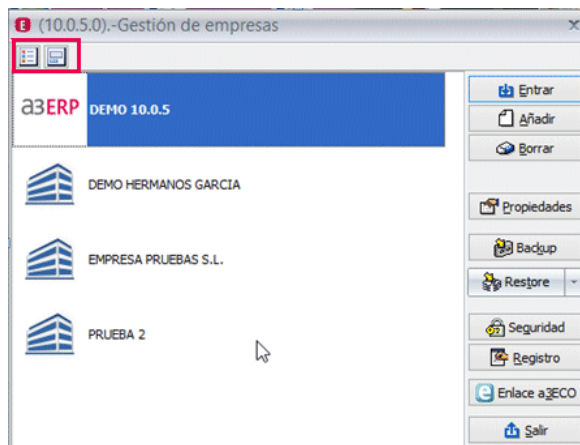 (10.0.5.0).-Gestión de empresas
a3ERP
DEMO 10.0.5
DEMO HERMANOS GARCIA
EMPRESA PRUEBAS S.L.
PRUEBA 2
Entrar
Añadir
Borrar
Propiedades
Backup
Restore
Seguridad
Registro
Enlace a3ECO
Salir